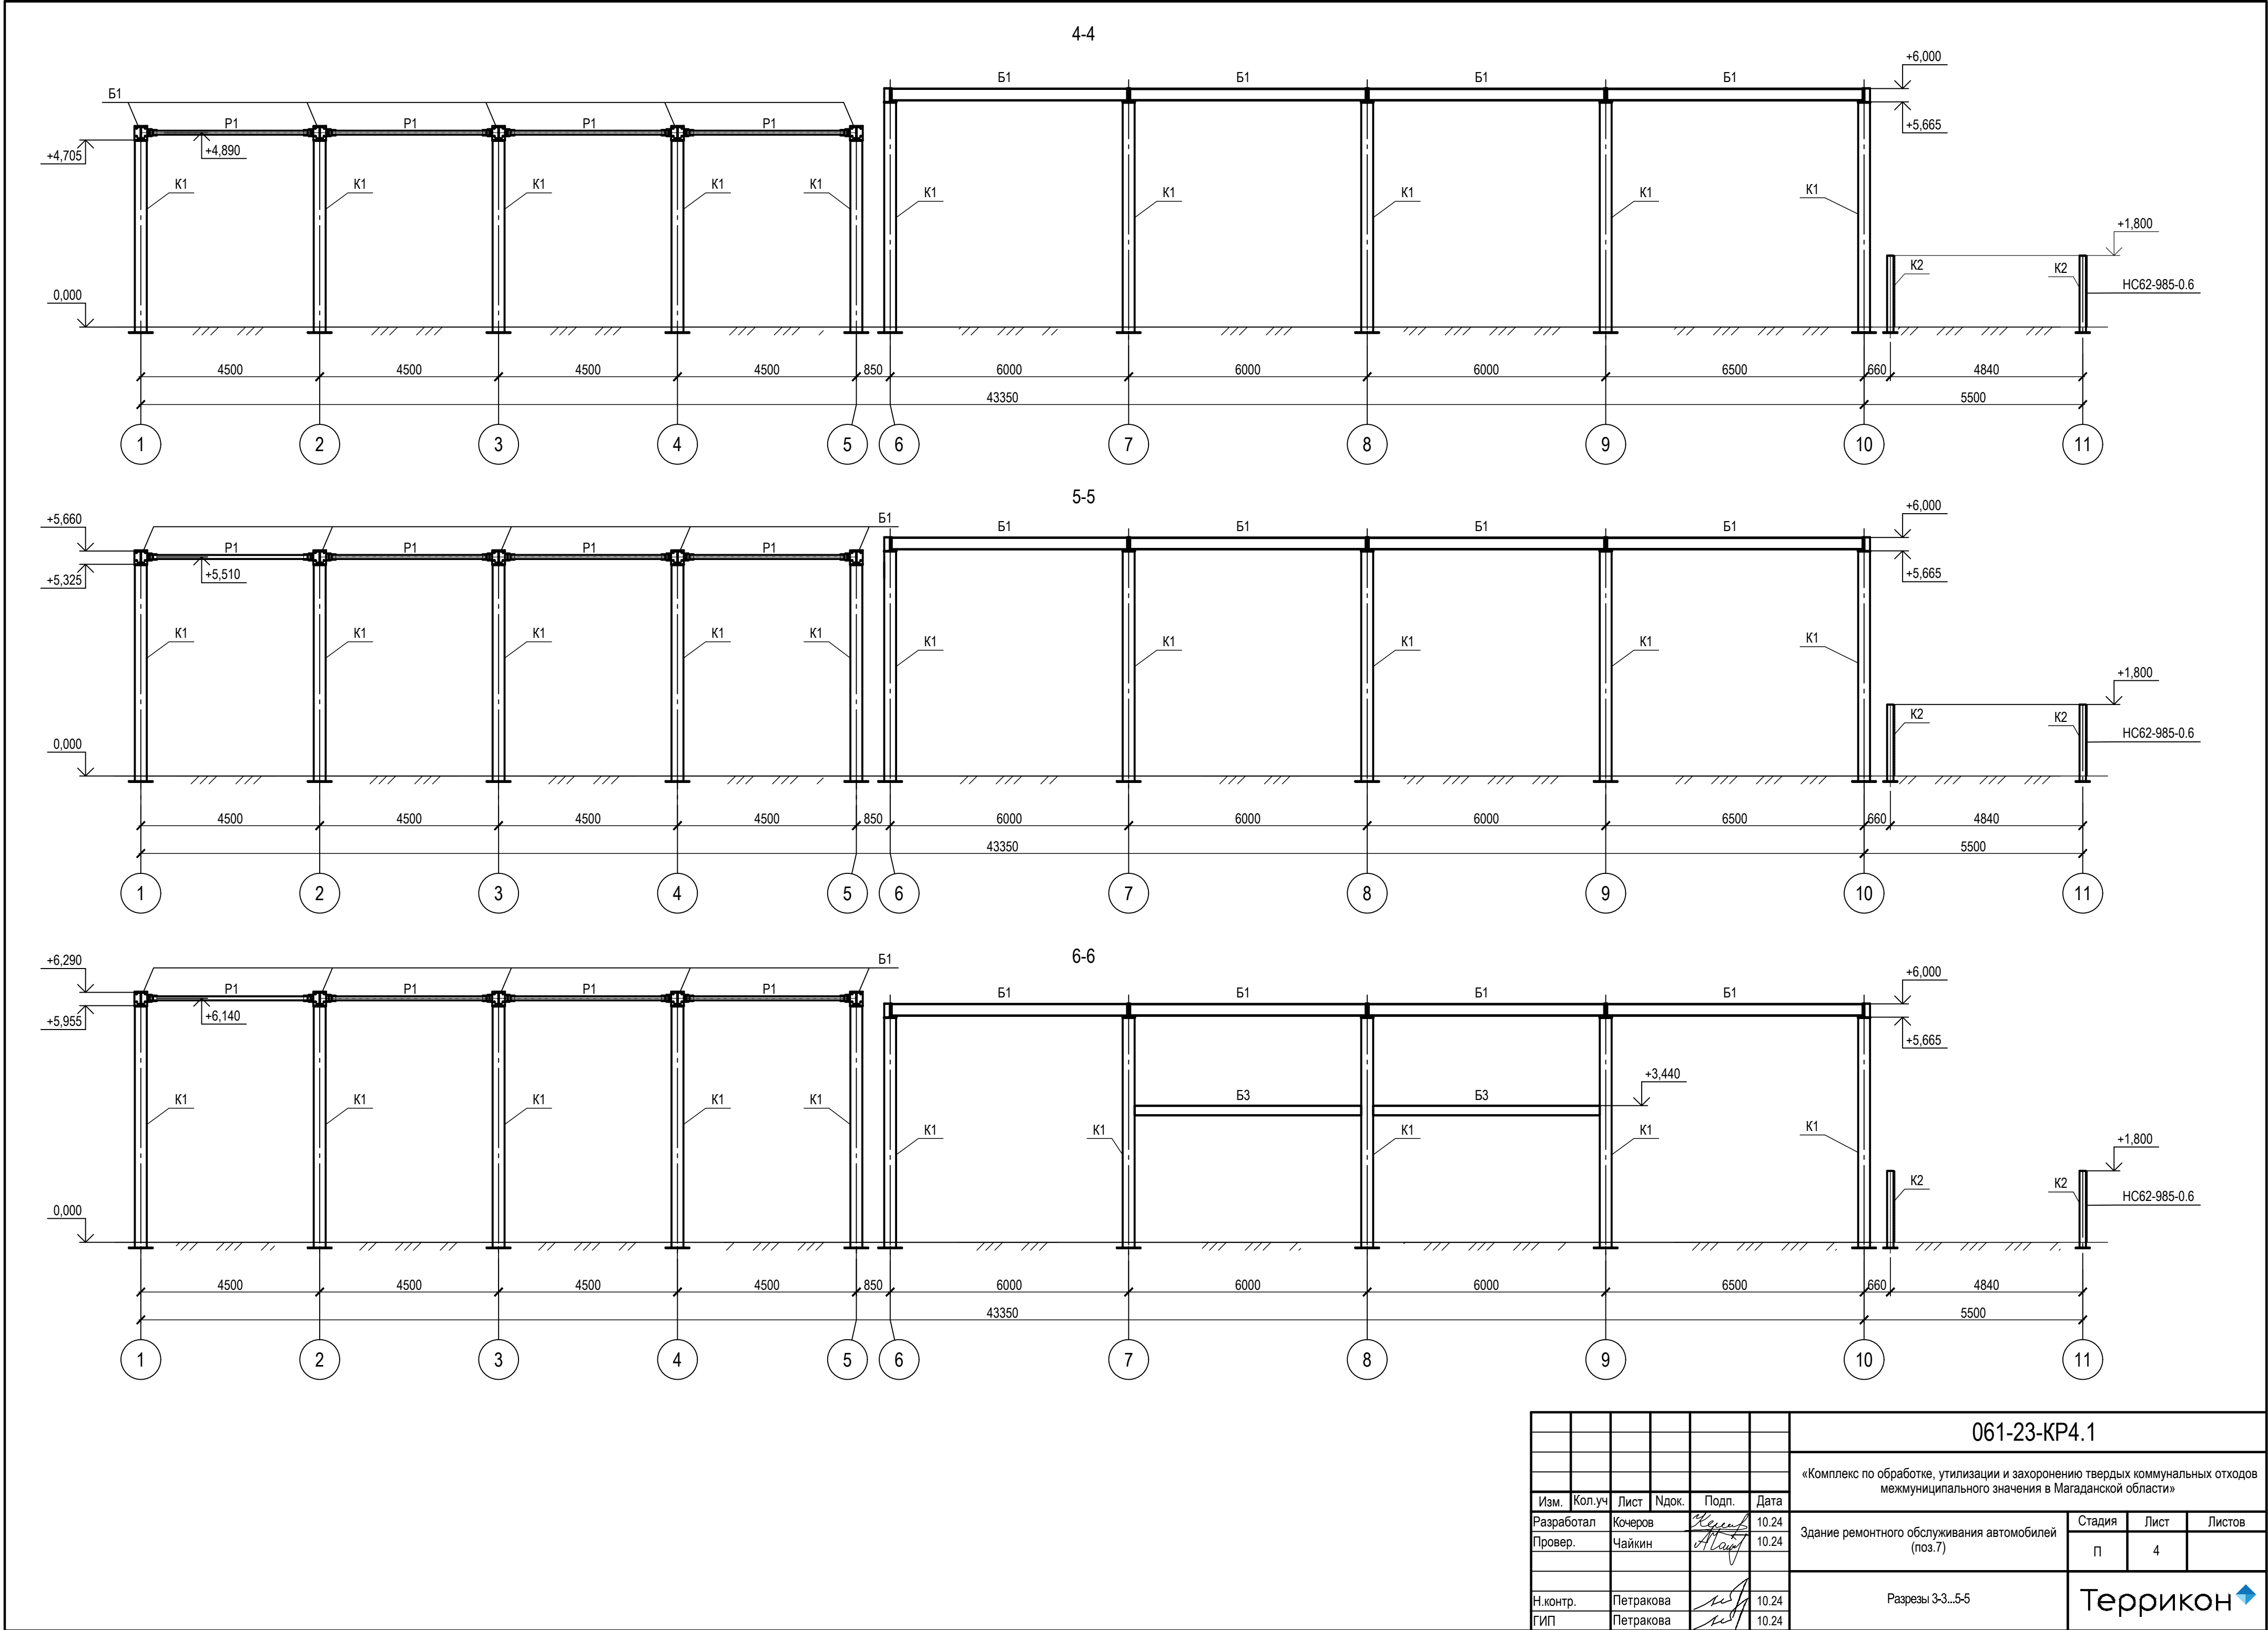 4-4
Б1 Б1 Б1 Б1 +6,000
Б1
Р1 Р1 Р1 Р1 +5,665
+4,705 +4,890
К1 К1 К1 К1 К1 К1 К1 К1 К1 К1
+1,800
К2 К2
НС62-985-0.6
0,000
4500 4500 4500 4500 850 6000 6000 6000 6500 660 4840
43350 5500
1 2 3 4 5 6 7 8 9 10 11
5-5
+5,660 Б1 Б1 Б1 Б1 Б1 +6,000
Р1 Р1 Р1 Р1
+5,325 +5,510 +5,665
К1 К1 К1 К1 К1 К1 К1 К1 К1 К1
+1,800
К2 К2
НС62-985-0.6
0,000
4500 4500 4500 4500 850 6000 6000 6000 6500 660 4840
43350 5500
1 2 3 4 5 6 7 8 9 10 11
6-6
+6,290 Б1 +6,000
Р1 Р1 Р1 Р1 Б1 Б1 Б1 Б1
+5,955 +6,140 +5,665
+3,440
Б3 Б3
К1 К1 К1 К1 К1 К1 К1 К1 К1 К1
+1,800
К2 К2
НС62-985-0.6
0,000
4500 4500 4500 4500 850 6000 6000 6000 6500 660 4840
43350 5500
1 2 3 4 5 6 7 8 9 10 11
061-23-КР4.1
«Комплекс по обработке, утилизации и захоронению твердых коммунальных отходов
межмуниципального значения в Магаданской области»
Изм. Кол.уч Лист Nдок. Подп. Дата
Разработал Кочеров 10.24
Провер. Чайкин 10.24
Н.контр. Петракова 10.24
ГИП Петракова 10.24
Здание ремонтного обслуживания автомобилей
(поз.7)
Стадия Лист Листов
П 4
Разрезы 3-3...5-5
Террикон